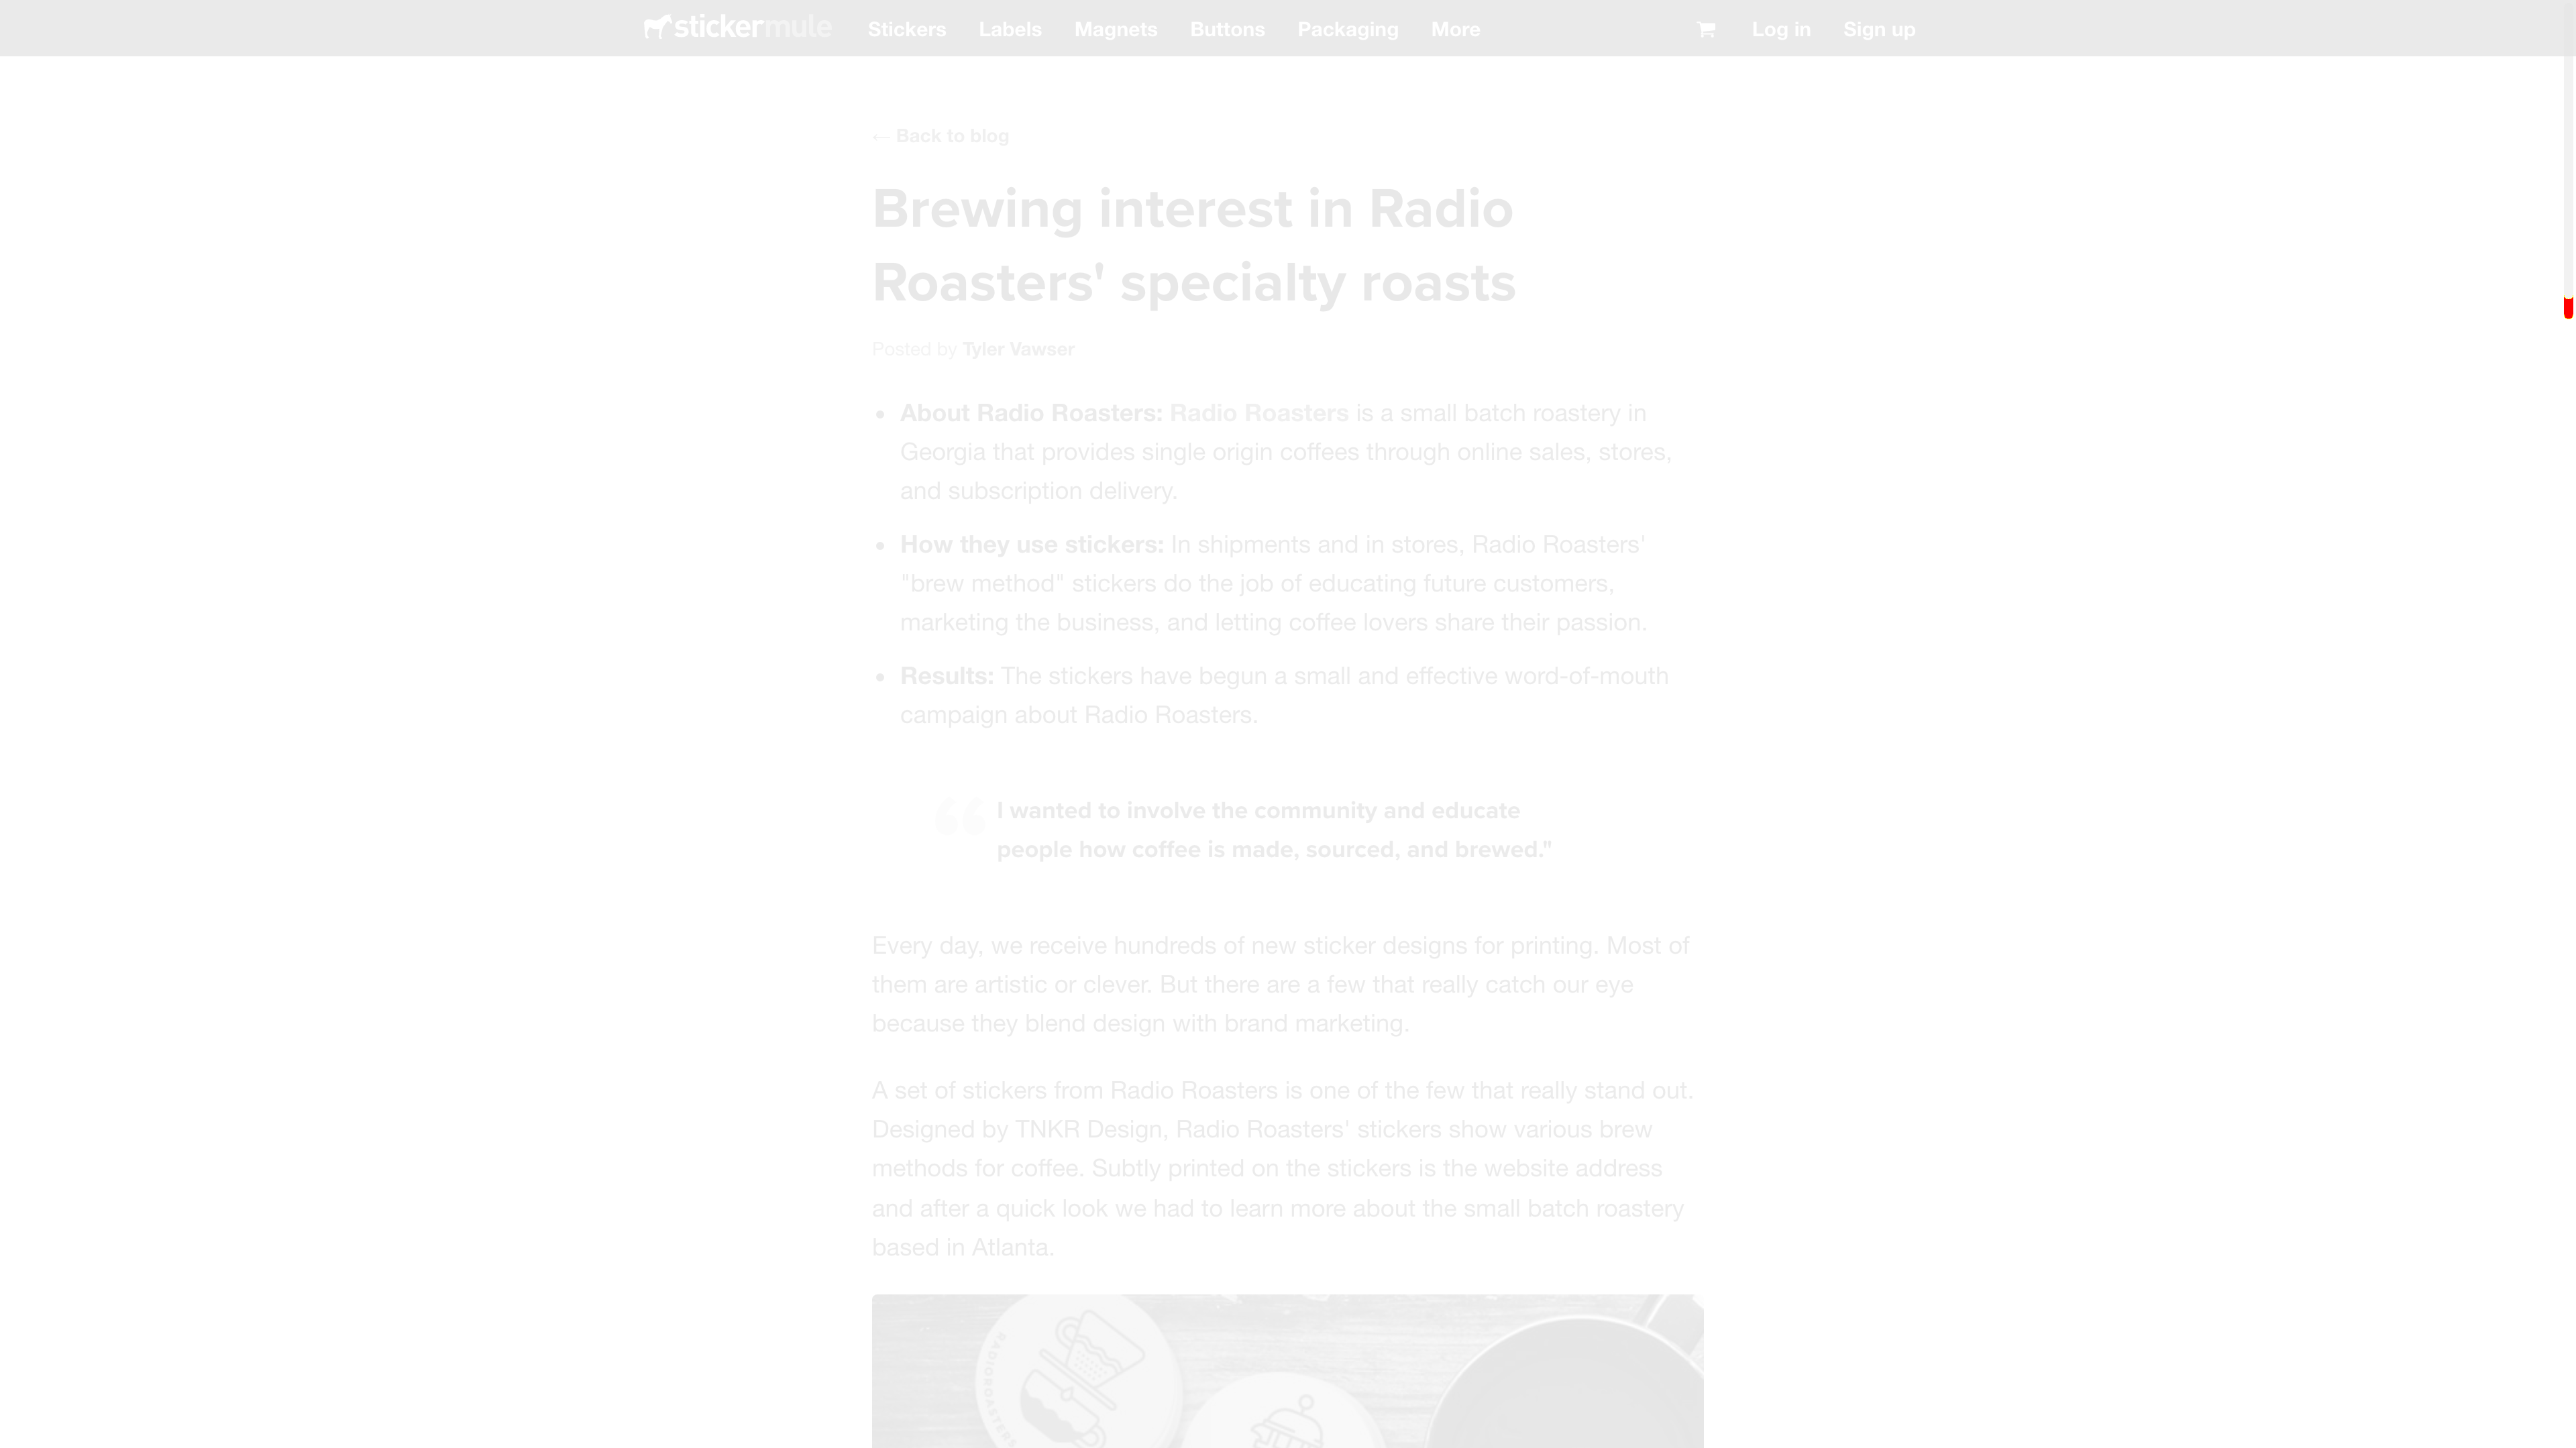 stickermule Stickers Labels Magnets Buttons Packaging More Log in Sign up
← Back to blog
Brewing interest in Radio
Roasters' specialty roasts
Posted by Tyler Vawser
• About Radio Roasters: Radio Roasters is a small batch roastery in
Georgia that provides single origin coffees through online sales, stores,
and subscription delivery.
• How they use stickers: In shipments and in stores, Radio Roasters'
"brew method" stickers do the job of educating future customers,
marketing the business, and letting coffee lovers share their passion.
• Results: The stickers have begun a small and effective word-of-mouth
campaign about Radio Roasters.
“ I wanted to involve the community and educate
people how coffee is made, sourced, and brewed."
Every day, we receive hundreds of new sticker designs for printing. Most of
them are artistic or clever. But there are a few that really catch our eye
because they blend design with brand marketing.
A set of stickers from Radio Roasters is one of the few that really stand out.
Designed by TNKR Design, Radio Roasters' stickers show various brew
methods for coffee. Subtly printed on the stickers is the website address
and after a quick look we had to learn more about the small batch roastery
based in Atlanta.
RADIOROASTERS